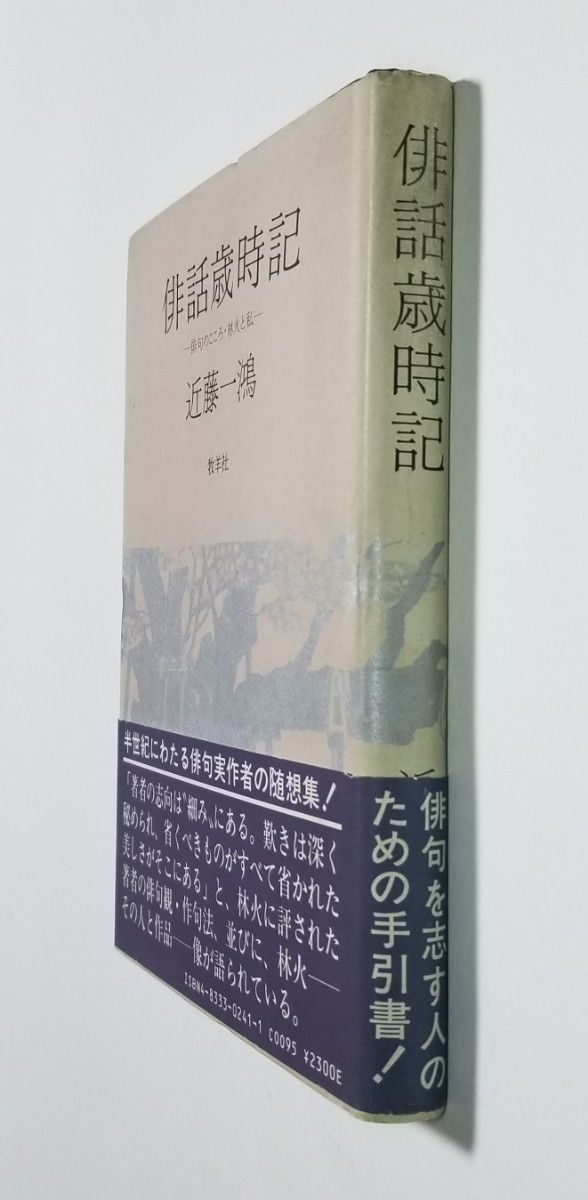 俳話歳時記
―俳句のこころ・林火と私―
近藤一鴻
牧羊社
半世紀にわたる俳句実作者の随想集！
「著者の志向は〝細み〟にある。歎きは深く
秘められ、省くべきものがすべて省かれた
美しさがそこにある」と、林火に評された
著者の俳句観・作句法、並びに、林火――
その人と作品――像が語られている。
ISBN4-8333-0241-1 C0095 ¥2300E
俳話歳時記
俳句を志す人の
ための手引書！